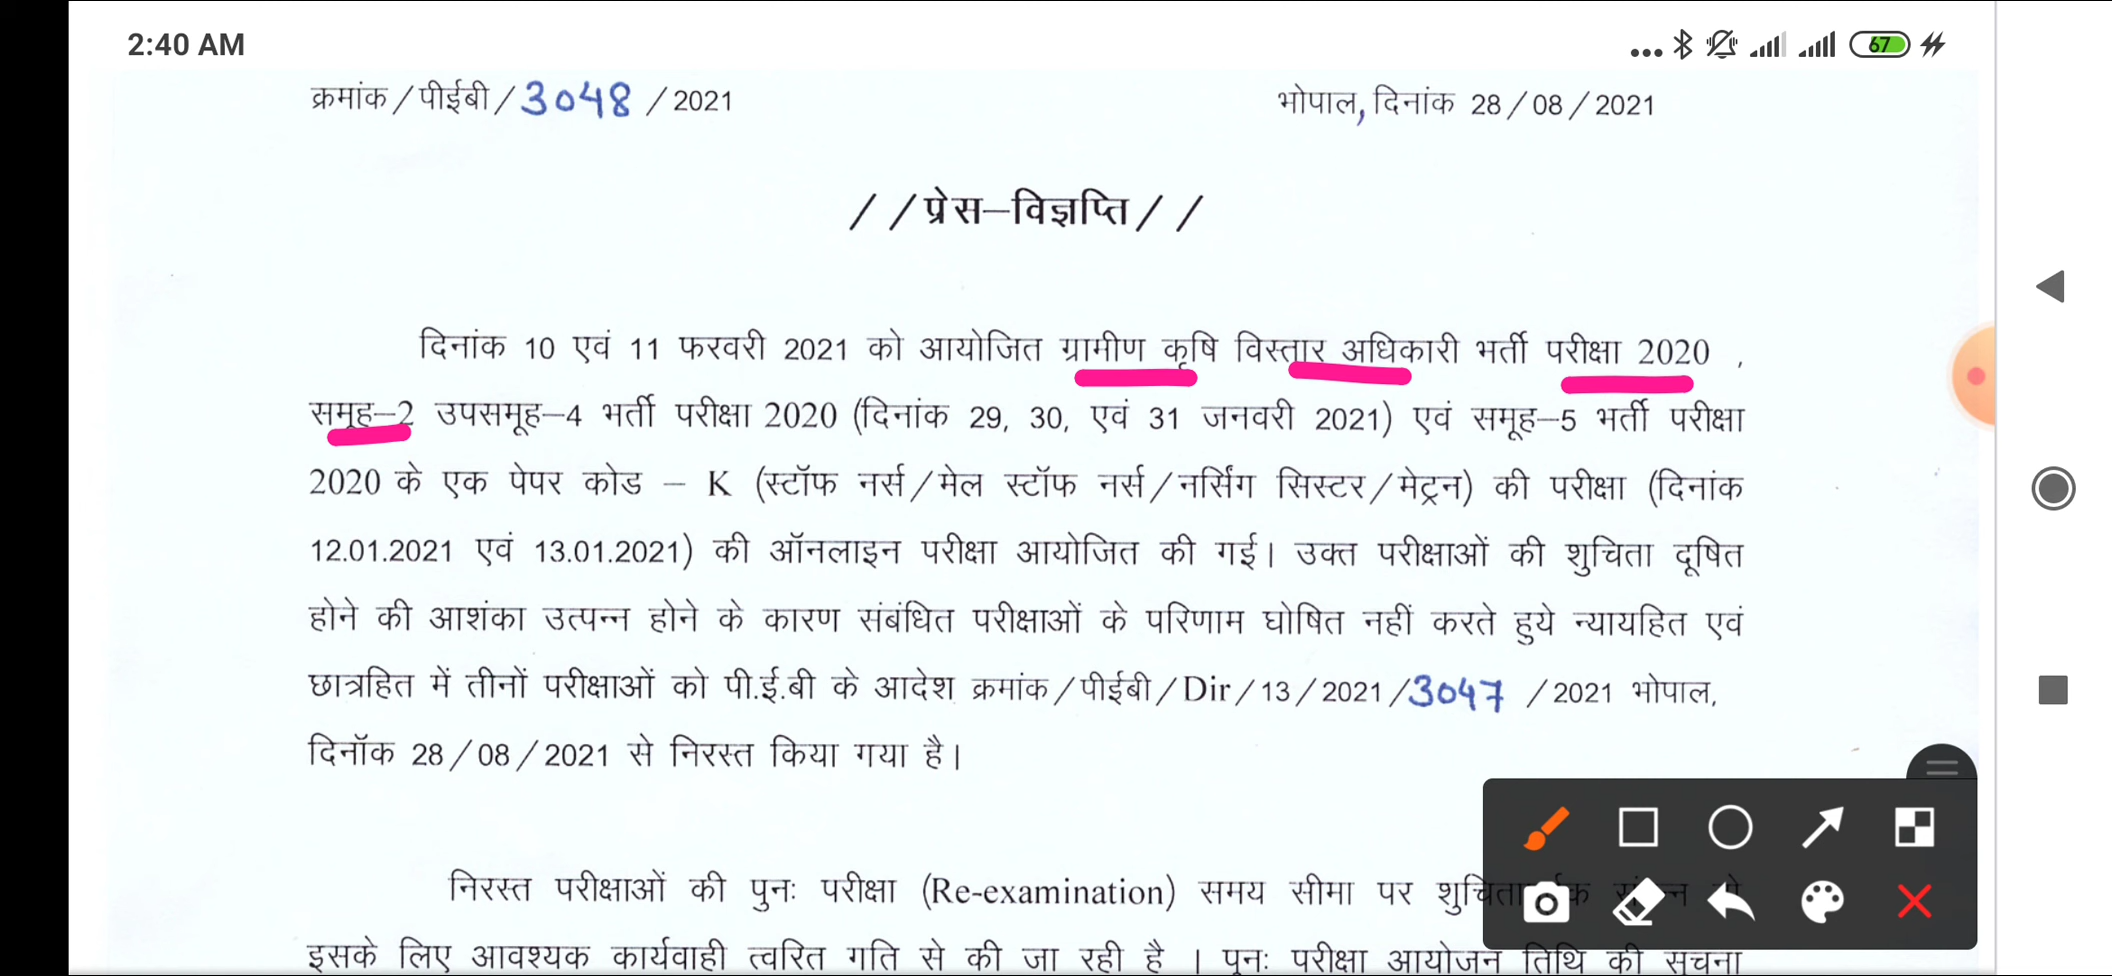 2:40 AM
67
क्रमांक/पीईबी/3048/2021 भोपाल, दिनांक 28/08/2021
//प्रेस–विज्ञप्ति//
दिनांक 10 एवं 11 फरवरी 2021 को आयोजित ग्रामीण कृषि विस्तार अधिकारी भर्ती परीक्षा 2020 ,
समूह–2 उपसमूह–4 भर्ती परीक्षा 2020 (दिनांक 29, 30, एवं 31 जनवरी 2021) एवं समूह–5 भर्ती परीक्षा
2020 के एक पेपर कोड – K (स्टॉफ नर्स/मेल स्टॉफ नर्स/नर्सिंग सिस्टर/मेट्रन) की परीक्षा (दिनांक
12.01.2021 एवं 13.01.2021) की ऑनलाइन परीक्षा आयोजित की गई। उक्त परीक्षाओं की शुचिता दूषित
होने की आशंका उत्पन्न होने के कारण संबंधित परीक्षाओं के परिणाम घोषित नहीं करते हुये न्यायहित एवं
छात्रहित में तीनों परीक्षाओं को पी.ई.बी के आदेश क्रमांक/पीईबी/Dir/13/2021/3047 /2021 भोपाल,
दिनॉक 28/08/2021 से निरस्त किया गया है।
निरस्त परीक्षाओं की पुनः परीक्षा (Re-examination) समय सीमा पर
इसके लिए आवश्यक कार्यवाही त्वरित गति से की जा रही है । पुनः परीक्षा आयोजन तिथि की सूचना